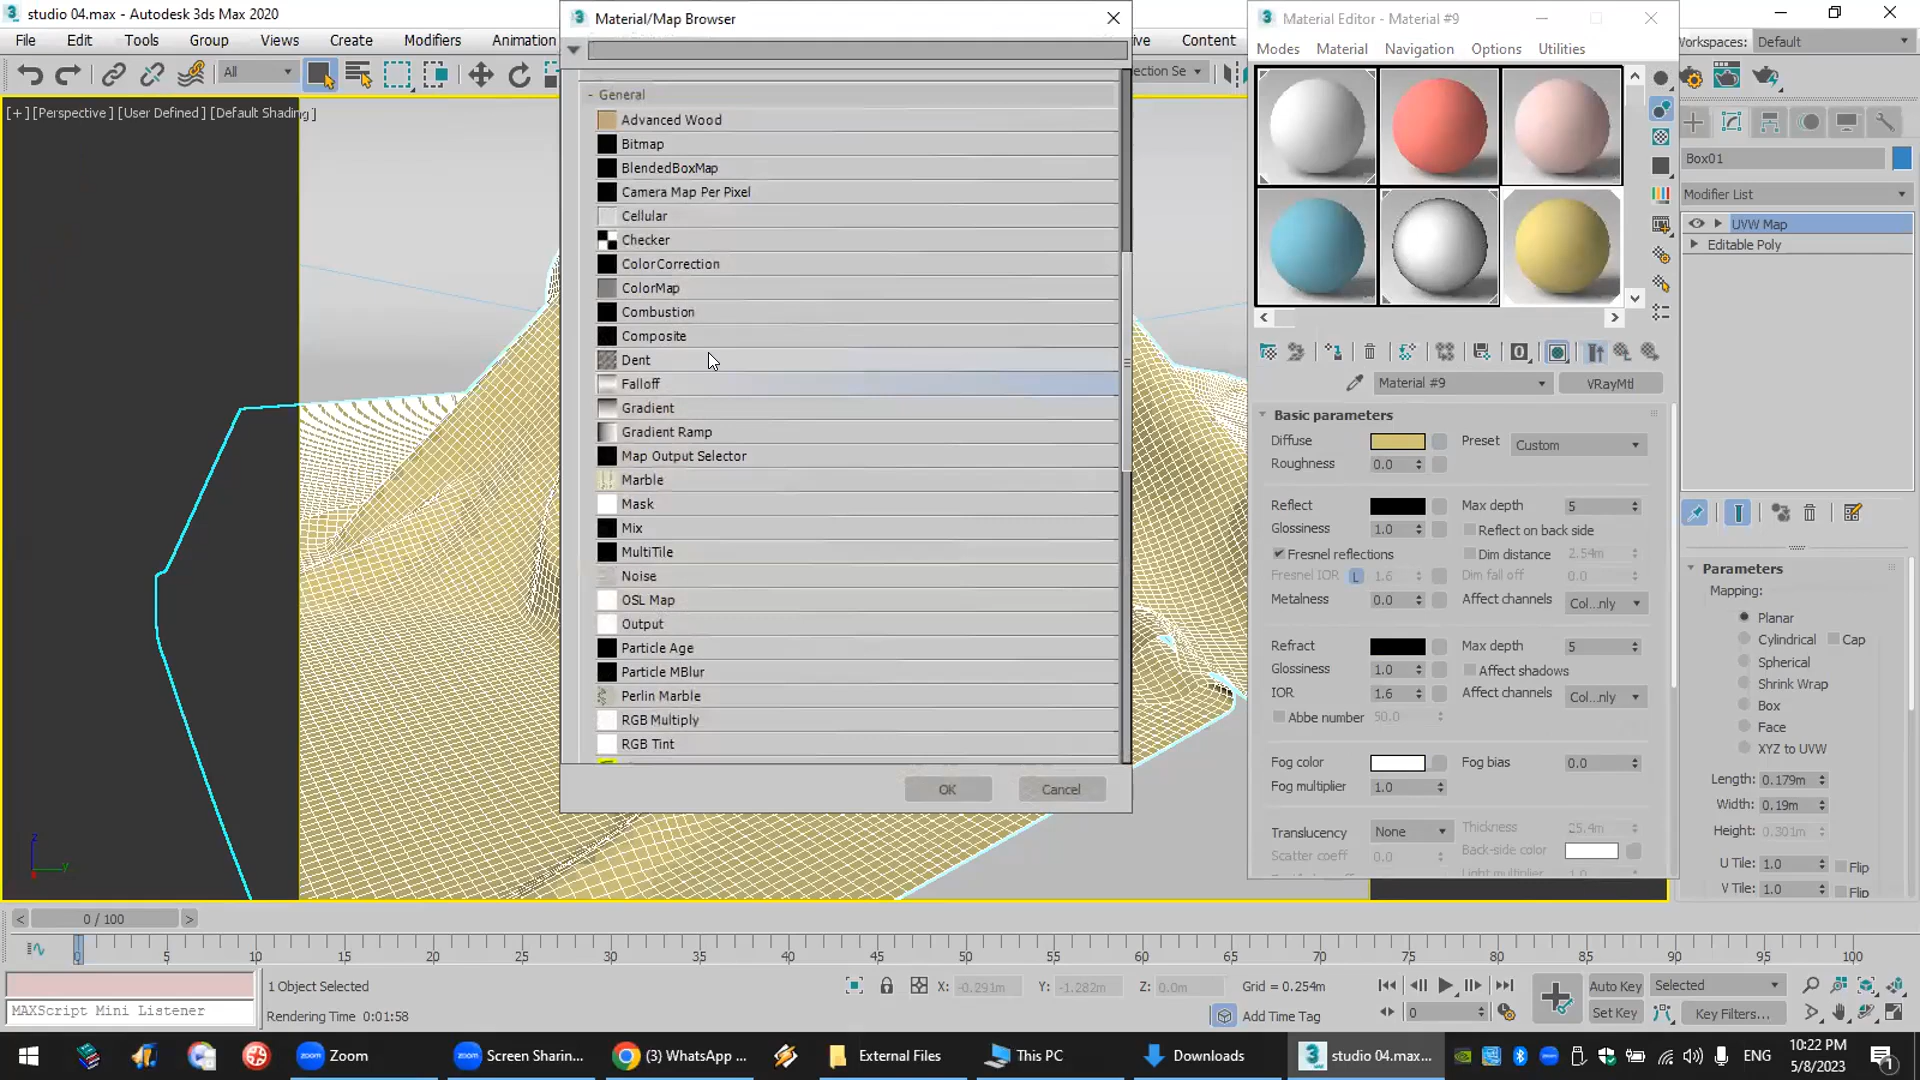 studio 04.max - Autodesk 3ds Max 2020
Material/Map Browser
Material Editor - Material #9
File Edit Tools Group Views Create Modifiers Animation
Content
Workspaces: Default
Modes Material Navigation Options Utilities
All
[+] [Perspective ] [User Defined ] [Default Shading ]
- General
Advanced Wood
Bitmap
BlendedBoxMap
Camera Map Per Pixel
Cellular
Checker
ColorCorrection
ColorMap
Combustion
Composite
Dent
Falloff
Gradient
Gradient Ramp
Map Output Selector
Marble
Mask
Mix
MultiTile
Noise
OSL Map
Output
Particle Age
Particle MBlur
Perlin Marble
RGB Multiply
RGB Tint
OK Cancel
Material #9 VRayMtl
Basic parameters
Diffuse Preset Custom
Roughness 0.0
Reflect Max depth 5
Glossiness 1.0 Reflect on back side
Fresnel reflections Dim distance 2.54m
Fresnel IOR L 1.6 Dim fall off 0.0
Metalness 0.0 Affect channels Col...nly
Refract Max depth 5
Glossiness 1.0 Affect shadows
IOR 1.6 Affect channels Col...nly
Abbe number 50.0
Fog color Fog bias 0.0
Fog multiplier 1.0
Translucency None Thickness 25.4m
Scatter coeff 0.0 Back-side color
Box01
Modifier List
UVW Map
Editable Poly
Parameters
Mapping:
Planar
Cylindrical Cap
Spherical
Shrink Wrap
Box
Face
XYZ to UVW
Length: 0.179m
Width: 0.19m
Height: 0.301m
U Tile: 1.0 Flip
V Tile: 1.0 Flip
z
y
< 0 / 100 >
0 5 10 15 20 25 30 35 40 45 50 55 60 65 70 75 80 85 90 95 100
1 Object Selected
X: -0.291m Y: -1.282m Z: 0.0m Grid = 0.254m
Auto Key Selected
MAXScript Mini Listener
Rendering Time 0:01:58
Add Time Tag
0
Set Key Key Filters...
Zoom
Screen Sharin...
(3) WhatsApp ...
External Files
This PC
Downloads
studio 04.max...
ENG
10:22 PM
5/8/2023
1